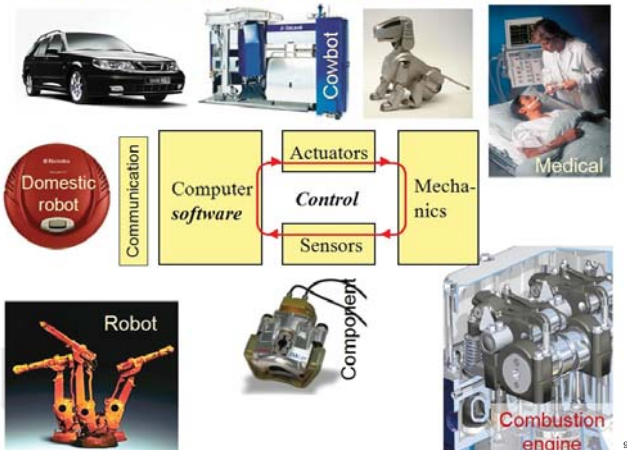 Cowbot
Medical
Domestic
robot
Communication
Computer
software
Actuators
Control
Sensors
Mecha-
nics
Robot
Component
Combustion
engine
9